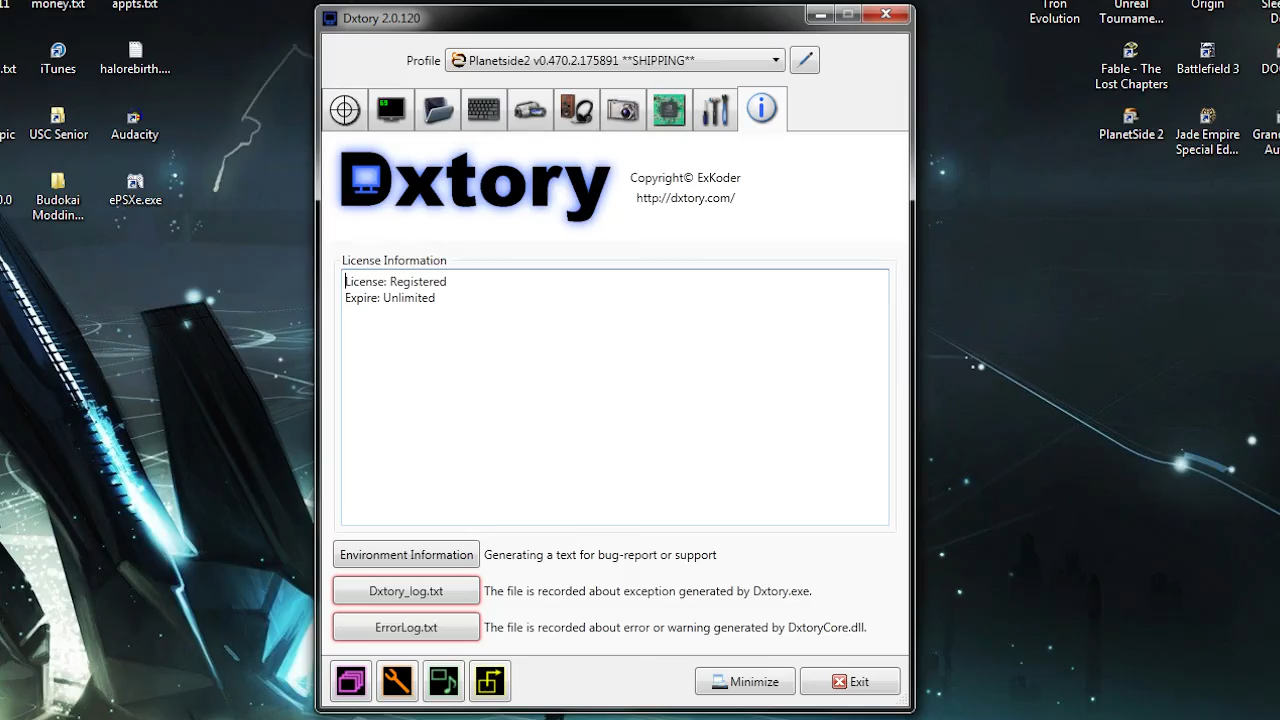 11
money.txt
appts.txt
Tron
Evolution
Unreal
Tourname...
Origin
.txt
iTunes
halorebirth....
Fable - The
Lost Chapters
Battlefield 3
USC Senior
Audacity
PlanetSide 2
Jade Empire
Special Ed...
0.0
Budokai
Moddin...
ePSXe.exe
Dxtory 2.0.120
Profile
Planetside2 v0.470.2.175891 **SHIPPING**
Dxtory
Copyright© ExKoder
http://dxtory.com/
License Information
License: Registered
Expire: Unlimited
Environment Information
Generating a text for bug-report or support
Dxtory_log.txt
The file is recorded about exception generated by Dxtory.exe.
ErrorLog.txt
The file is recorded about error or warning generated by DxtoryCore.dll.
Minimize
Exit